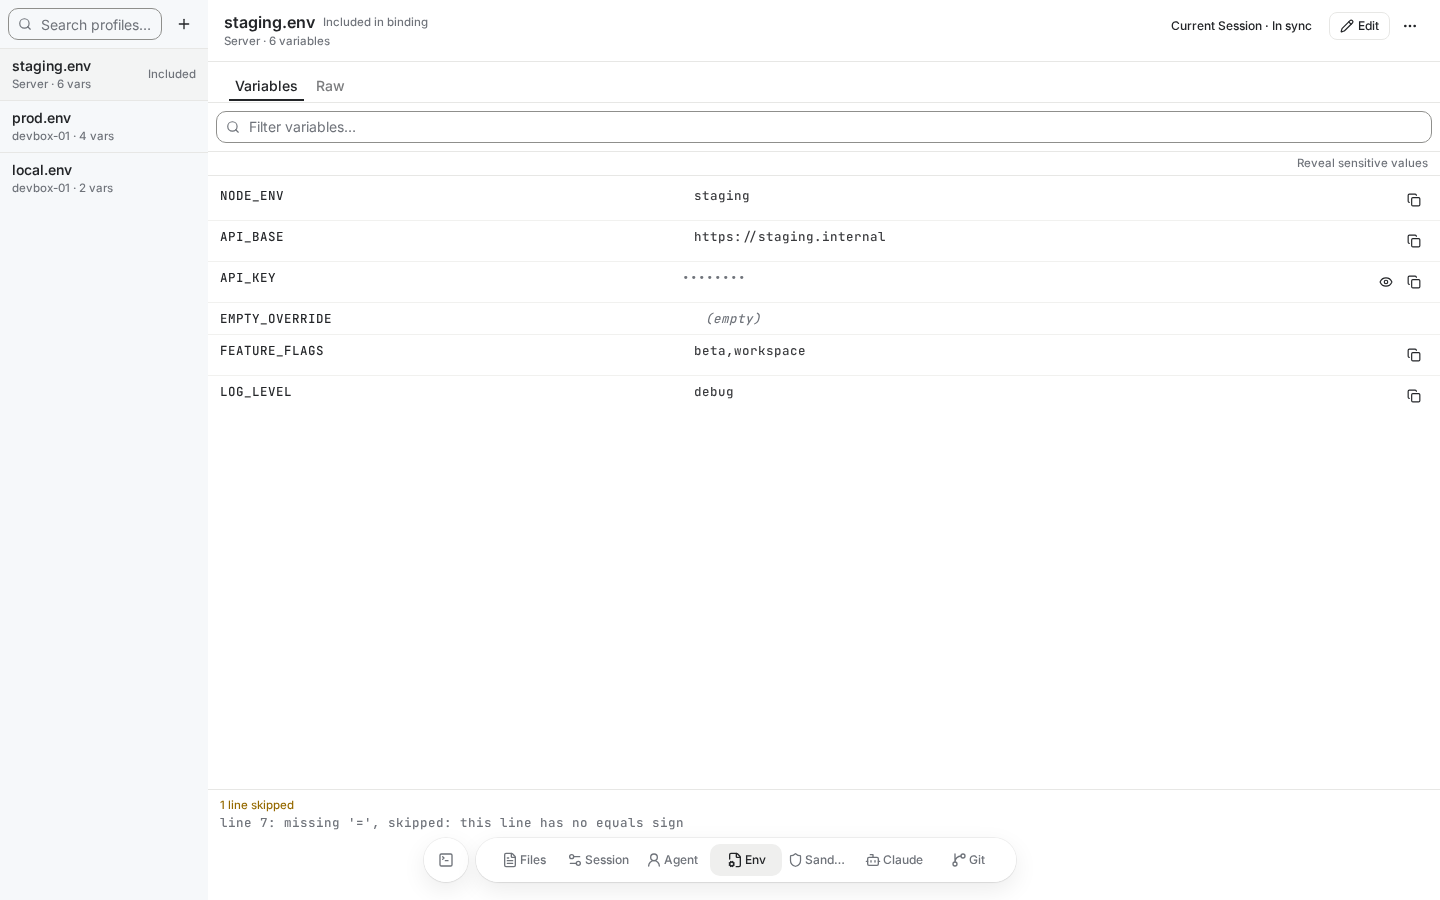 Search profiles...
staging.env
Server · 6 vars
Included
prod.env
devbox-01 · 4 vars
local.env
devbox-01 · 2 vars
staging.env Included in binding
Server · 6 variables
Current Session · In sync
Edit
Variables Raw
Filter variables...
Reveal sensitive values
NODE_ENV staging
API_BASE https://staging.internal
API_KEY ••••••••
EMPTY_OVERRIDE (empty)
FEATURE_FLAGS beta,workspace
LOG_LEVEL debug
1 line skipped
line 7: missing '=', skipped: this line has no equals sign
Files Session Agent Env Sand... Claude Git